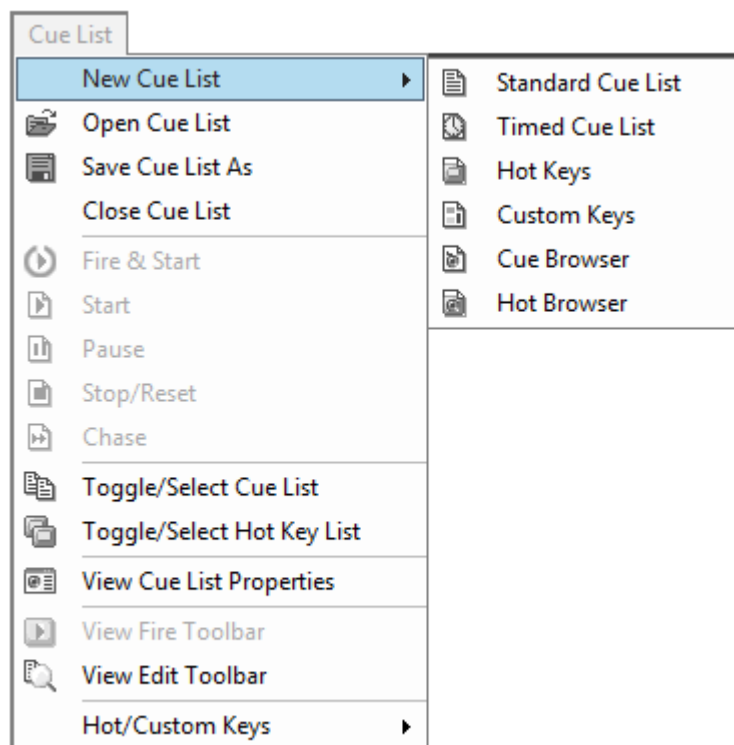 Cue List
New Cue List
Open Cue List
Save Cue List As
Close Cue List
Fire & Start
Start
Pause
Stop/Reset
Chase
Toggle/Select Cue List
Toggle/Select Hot Key List
View Cue List Properties
View Fire Toolbar
View Edit Toolbar
Hot/Custom Keys
Standard Cue List
Timed Cue List
Hot Keys
Custom Keys
Cue Browser
Hot Browser